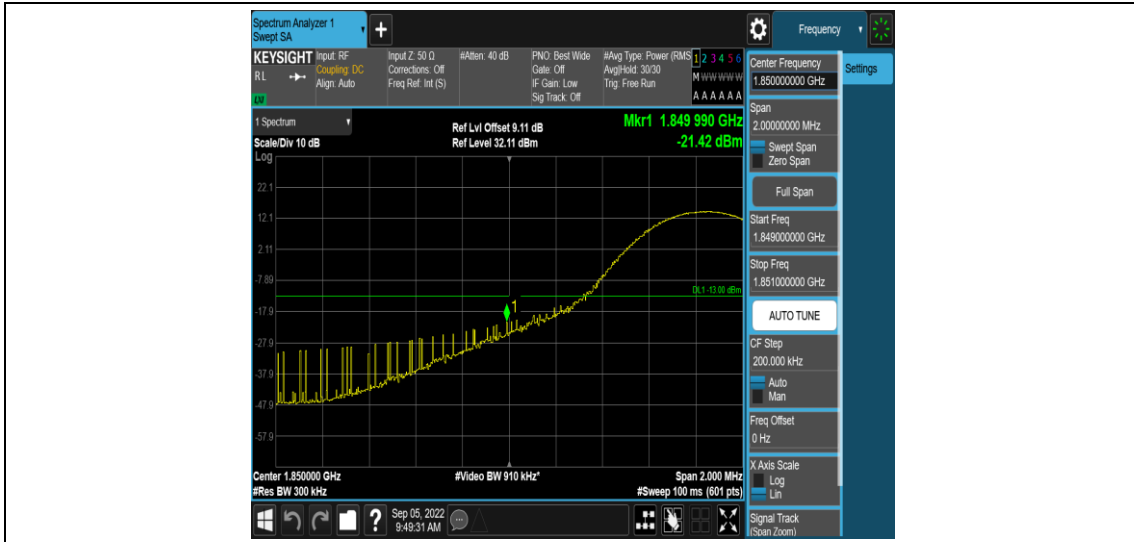 Spectrum Analyzer 1
Swept SA
+
Frequency
KEYSIGHT
RL
Input: RF
Coupling: DC
Align: Auto
Input Z: 50 Ω
Corrections: Off
Freq Ref: Int (S)
#Atten: 40 dB
PNO: Best Wide
Gate: Off
IF Gain: Low
Sig Track: Off
#Avg Type: Power (RMS
Avg|Hold: 30/30
Trig: Free Run
1 2 3 4 5 6
M W W W W W
A A A A A A
1 Spectrum
Scale/Div 10 dB
Log
Ref Lvl Offset 9.11 dB
Ref Level 32.11 dBm
Mkr1 1.849 990 GHz
-21.42 dBm
22.1
12.1
2.11
-7.89
DL1 -13.00 dBm
-17.9
1
-27.9
-37.9
-47.9
-57.9
Center 1.850000 GHz
#Res BW 300 kHz
#Video BW 910 kHz*
Span 2.000 MHz
#Sweep 100 ms (601 pts)
Center Frequency
1.850000000 GHz
Settings
Span
2.00000000 MHz
Swept Span
Zero Span
Full Span
Start Freq
1.849000000 GHz
Stop Freq
1.851000000 GHz
AUTO TUNE
CF Step
200.000 kHz
Auto
Man
Freq Offset
0 Hz
X Axis Scale
Log
Lin
Signal Track
(Span Zoom)
?
Sep 05, 2022
9:49:31 AM